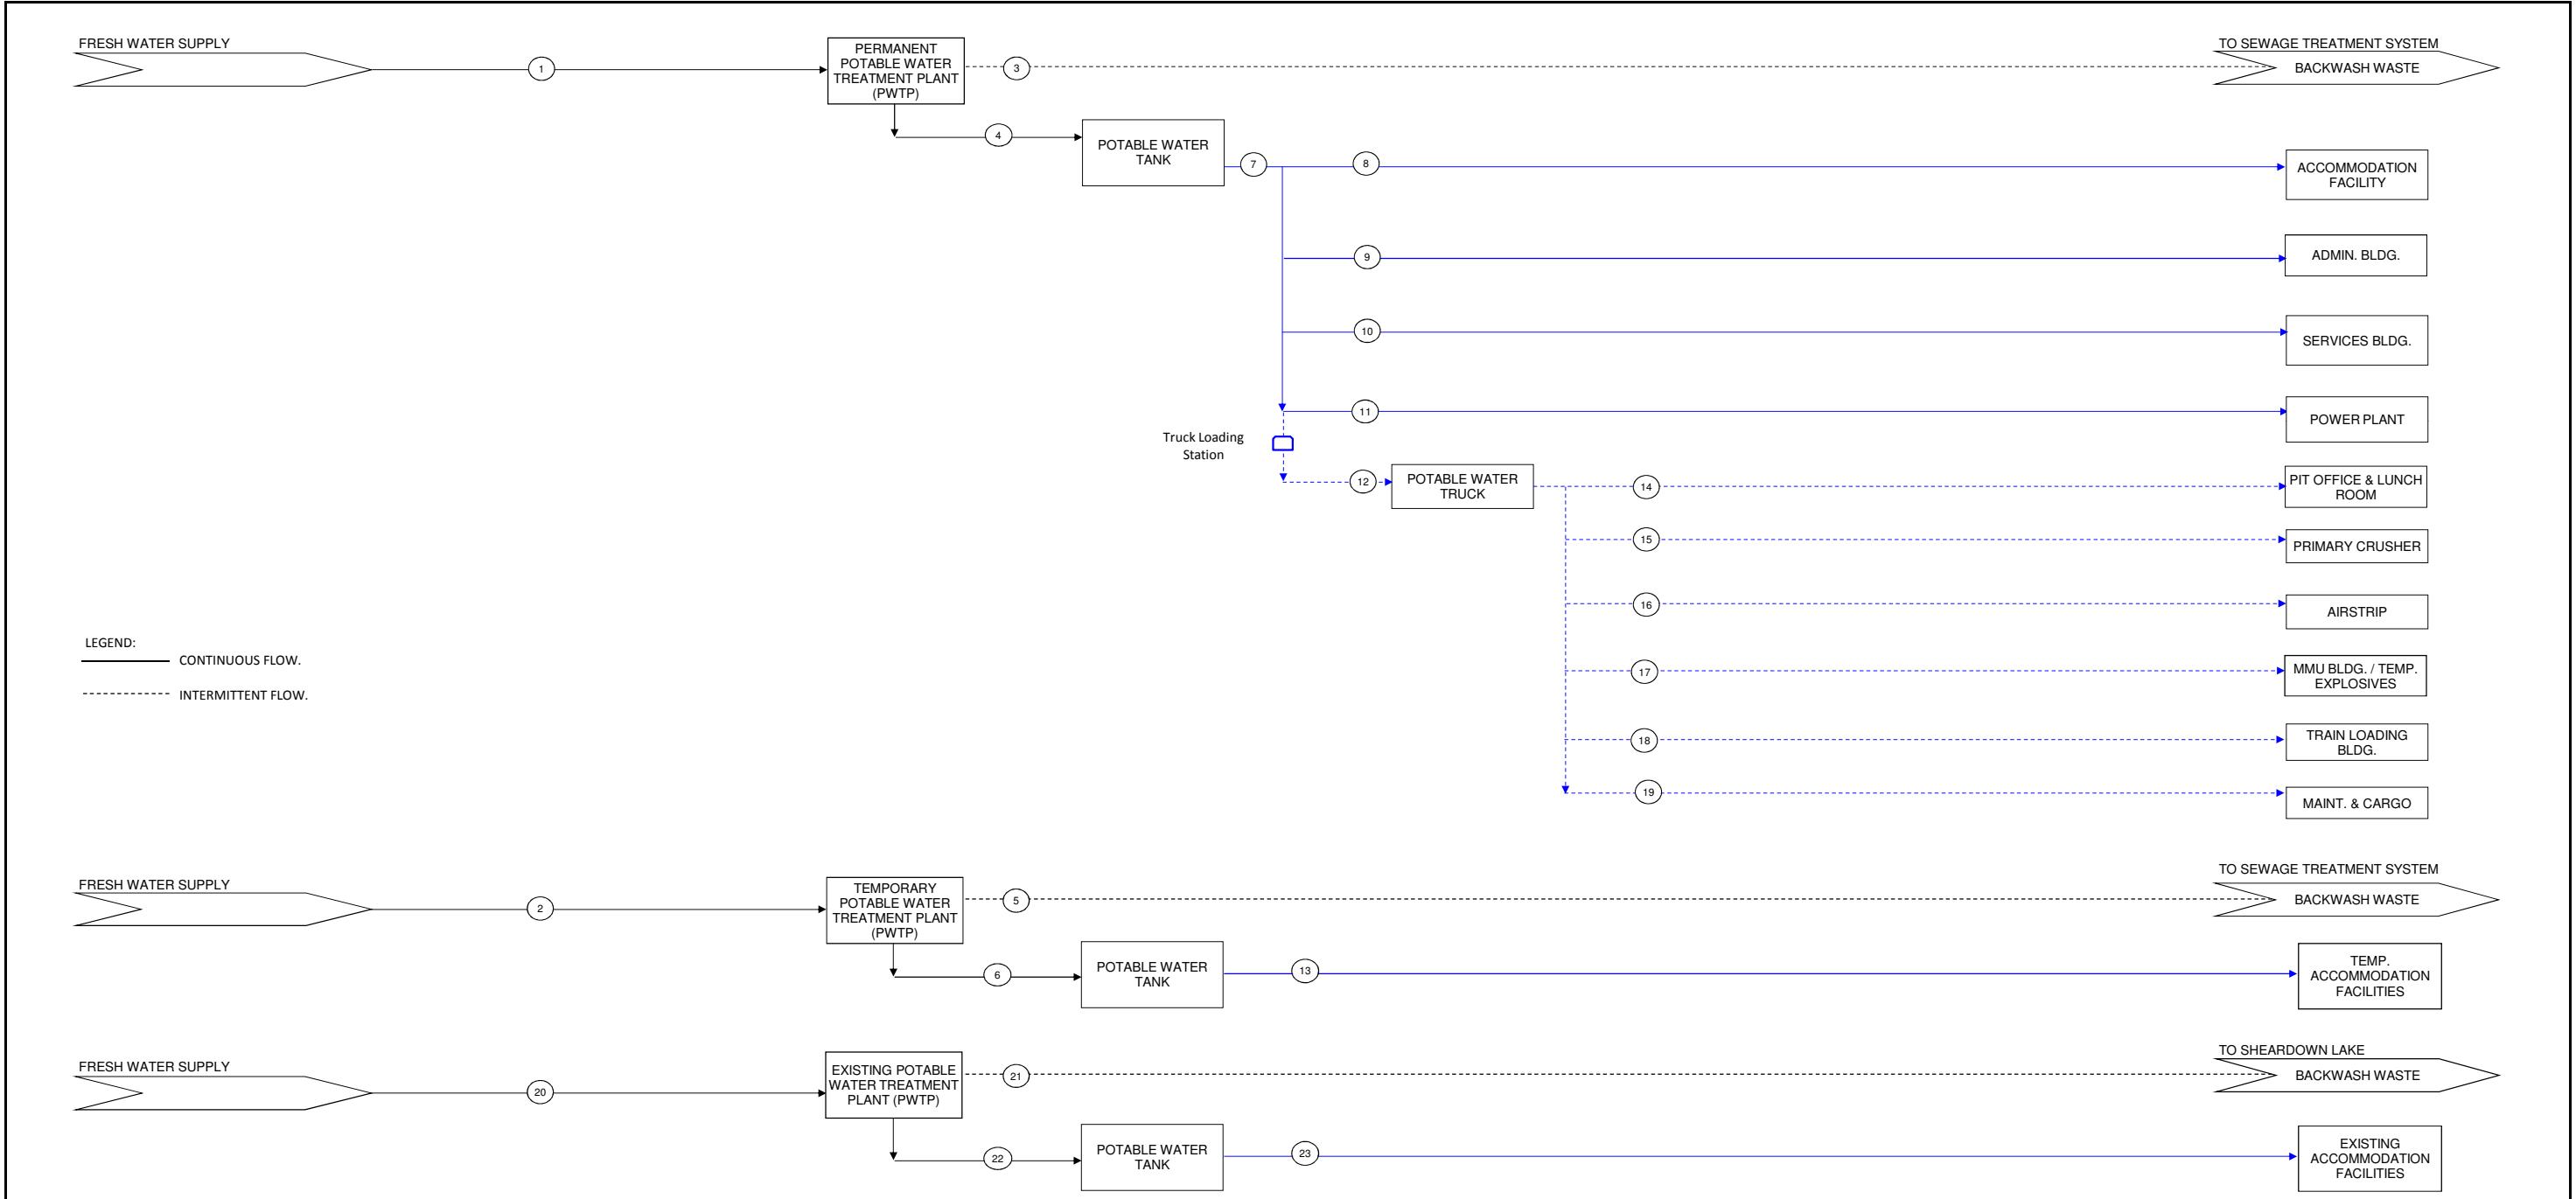 FRESH WATER SUPPLY
1
PERMANENT
POTABLE WATER
TREATMENT PLANT
(PWTP)
3
TO SEWAGE TREATMENT SYSTEM
BACKWASH WASTE
4
POTABLE WATER
TANK
7
8
ACCOMMODATION
FACILITY
9
ADMIN. BLDG.
10
SERVICES BLDG.
11
POWER PLANT
Truck Loading
Station
12
POTABLE WATER
TRUCK
14
PIT OFFICE & LUNCH
ROOM
15
PRIMARY CRUSHER
16
AIRSTRIP
LEGEND:
CONTINUOUS FLOW.
INTERMITTENT FLOW.
17
MMU BLDG. / TEMP.
EXPLOSIVES
18
TRAIN LOADING
BLDG.
19
MAINT. & CARGO
FRESH WATER SUPPLY
2
TEMPORARY
POTABLE WATER
TREATMENT PLANT
(PWTP)
5
TO SEWAGE TREATMENT SYSTEM
BACKWASH WASTE
6
POTABLE WATER
TANK
13
TEMP.
ACCOMMODATION
FACILITIES
FRESH WATER SUPPLY
20
EXISTING POTABLE
WATER TREATMENT
PLANT (PWTP)
21
TO SHEARDOWN LAKE
BACKWASH WASTE
22
POTABLE WATER
TANK
23
EXISTING
ACCOMMODATION
FACILITIES